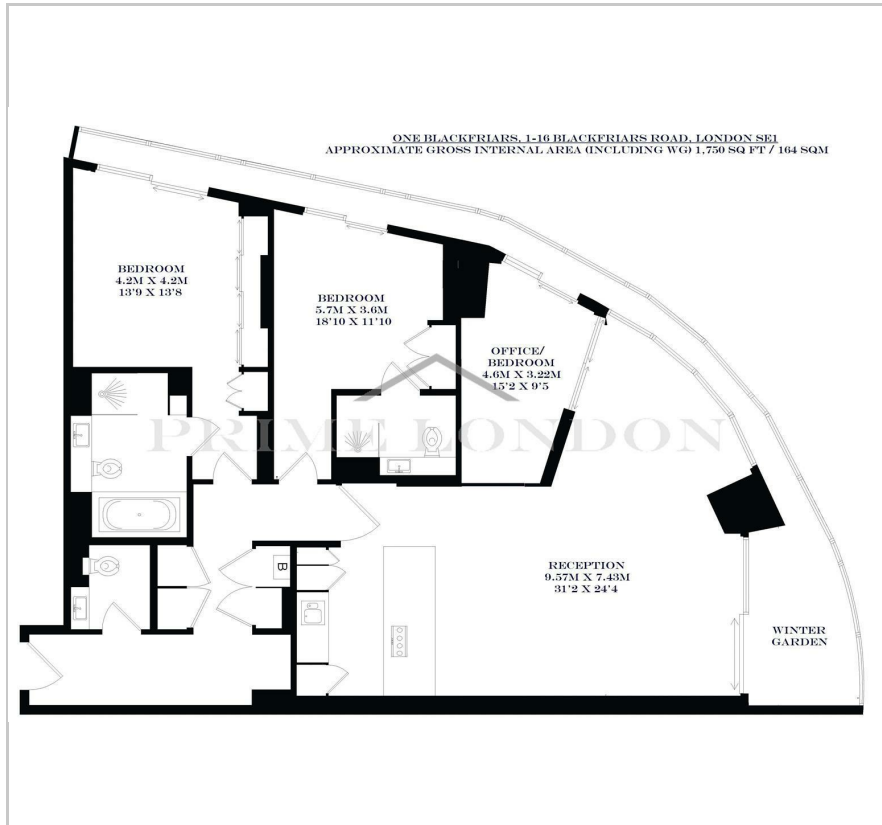 ONE BLACKFRIARS, 1-16 BLACKFRIARS ROAD, LONDON SE1
APPROXIMATE GROSS INTERNAL AREA (INCLUDING WG) 1,750 SQ FT / 164 SQM
BEDROOM
4.2M X 4.2M
13'9 X 13'8
BEDROOM
5.7M X 3.6M
18'10 X 11'10
OFFICE/
BEDROOM
4.6M X 3.22M
15'2 X 9'5
PRIME LONDON
B
RECEPTION
9.57M X 7.43M
31'2 X 24'4
WINTER
GARDEN